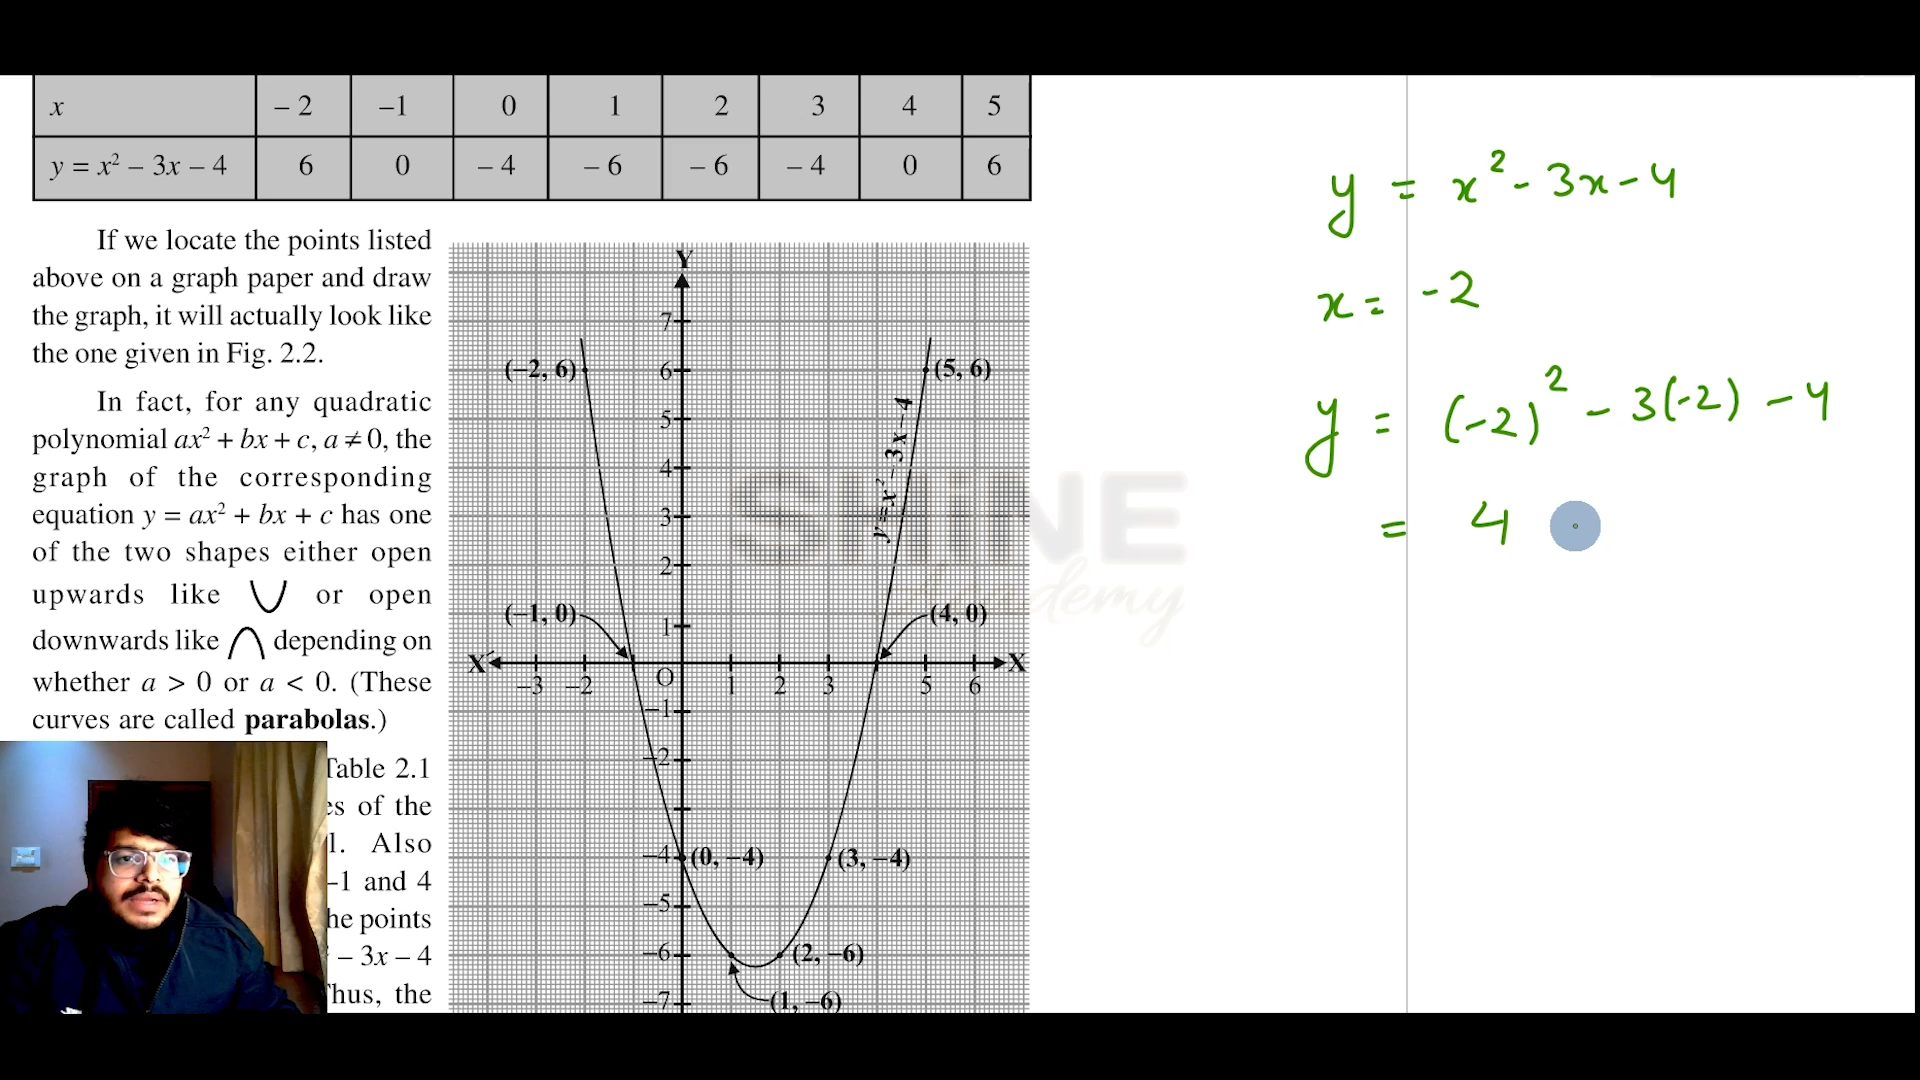 x – 2 –1 0 1 2 3 4 5
y = x² – 3x – 4 6 0 – 4 – 6 – 6 – 4 0 6
If we locate the points listed
above on a graph paper and draw
the graph, it will actually look like
the one given in Fig. 2.2.
In fact, for any quadratic
polynomial ax² + bx + c, a ≠ 0, the
graph of the corresponding
equation y = ax² + bx + c has one
of the two shapes either open
upwards like or open
downwards like depending on
whether a > 0 or a < 0. (These
curves are called parabolas.)
Table 2.1
es of the
1. Also
–1 and 4
he points
– 3x – 4
Thus, the
Y
7
(–2, 6) 6 (5, 6)
5
4
3
2
(–1, 0) (4, 0)
1
X′ X
–3 –2 O 1 2 3 5 6
–1
–2
–4 (0, –4) (3, –4)
–5
–6 (2, –6)
–7 (1, –6)
y = x² – 3x – 4
SHiNE
Academy
y = x² - 3x - 4
x = -2
y = (-2)² - 3(-2) - 4
= 4